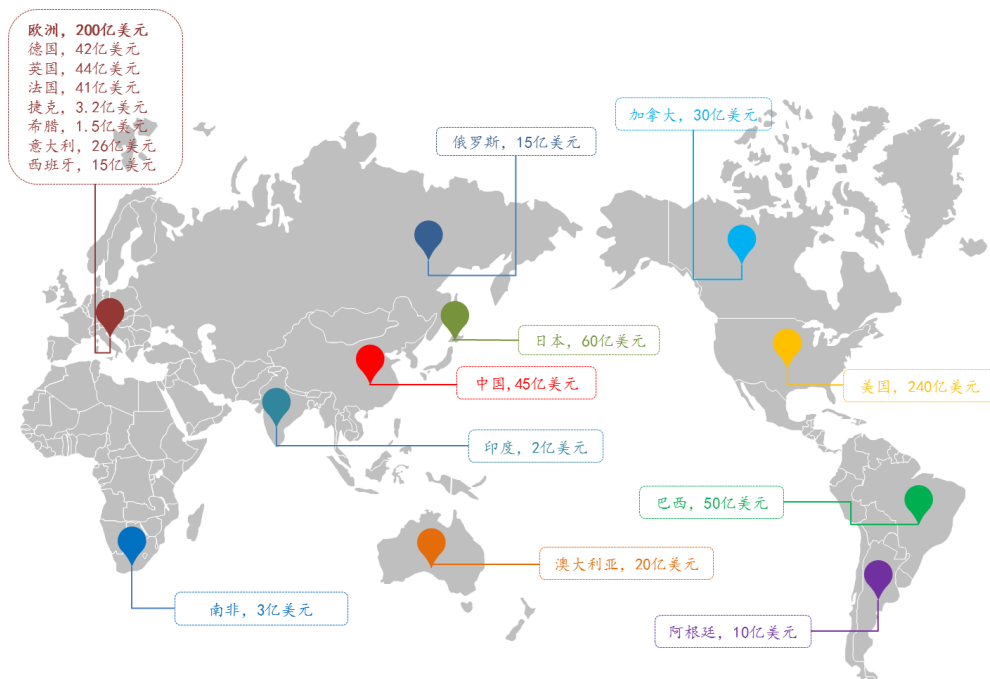 欧洲, 200亿美元
德国, 42亿美元
英国, 44亿美元
法国, 41亿美元
捷克, 3.2亿美元
希腊, 1.5亿美元
意大利, 26亿美元
西班牙, 15亿美元
加拿大, 30亿美元
俄罗斯, 15亿美元
日本, 60亿美元
中国,45亿美元
美国, 240亿美元
印度, 2亿美元
巴西, 50亿美元
澳大利亚, 20亿美元
南非, 3亿美元
阿根廷, 10亿美元